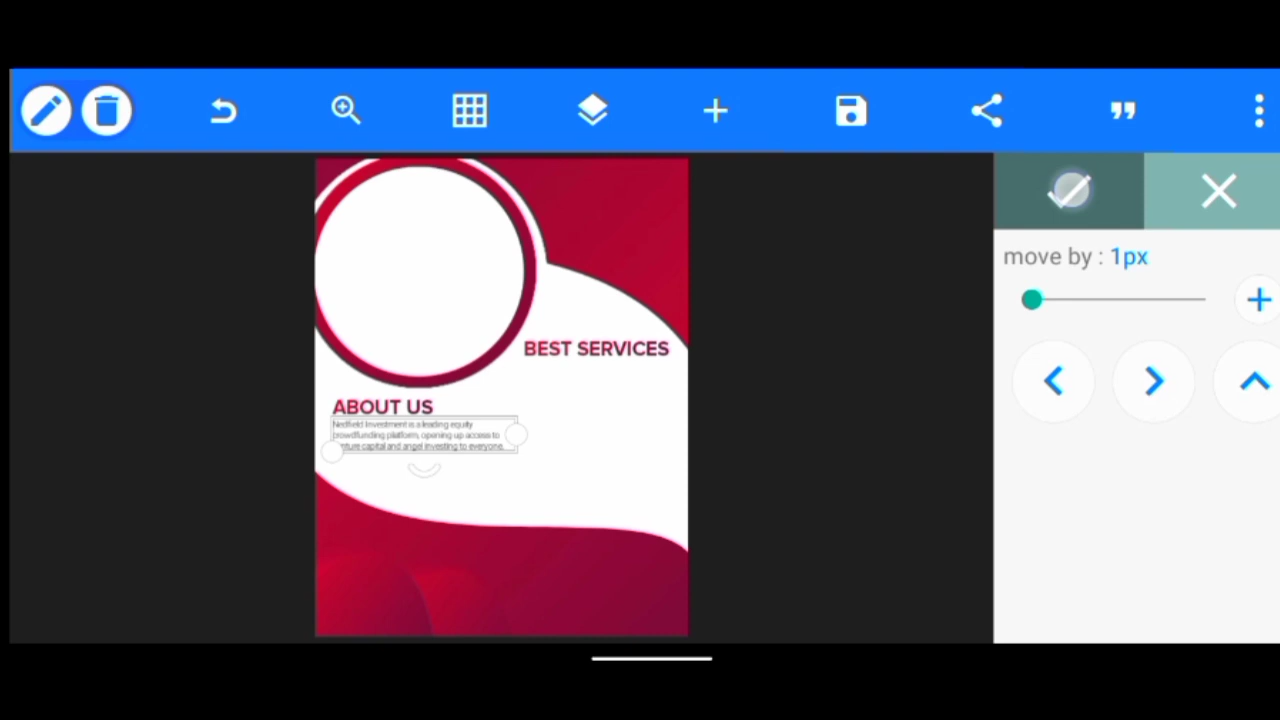 move by : 1px
BEST SERVICES
ABOUT US
Nedfield Investment is a leading equity
crowdfunding platform, opening up access to
capital and angel investing to everyone.